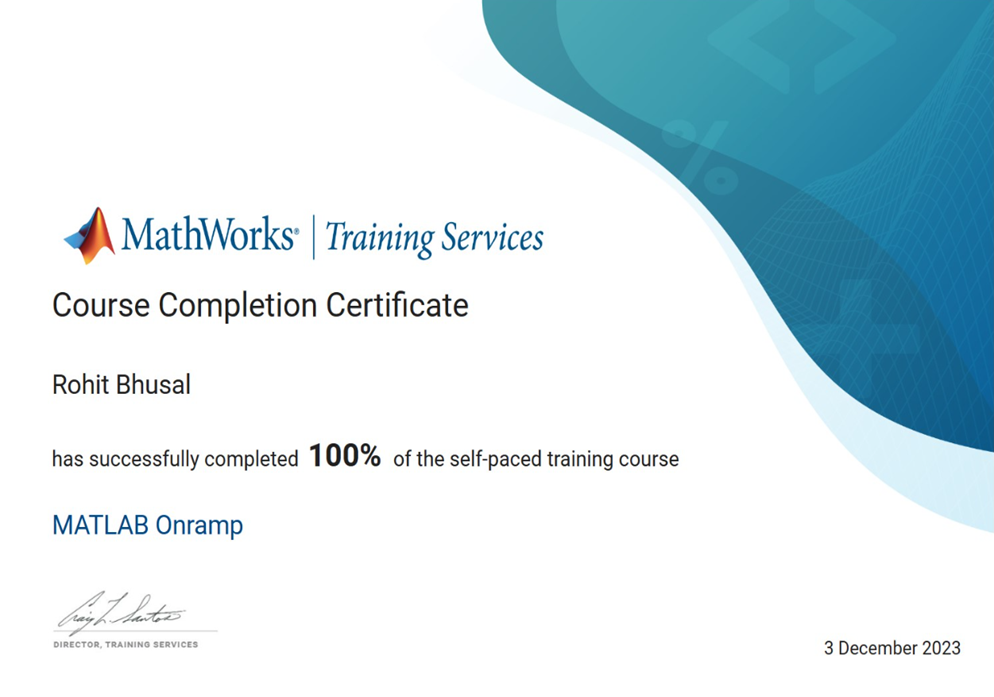 MathWorks® | Training Services
Course Completion Certificate
Rohit Bhusal
has successfully completed 100% of the self-paced training course
MATLAB Onramp
Craig L. Santos
DIRECTOR, TRAINING SERVICES
3 December 2023